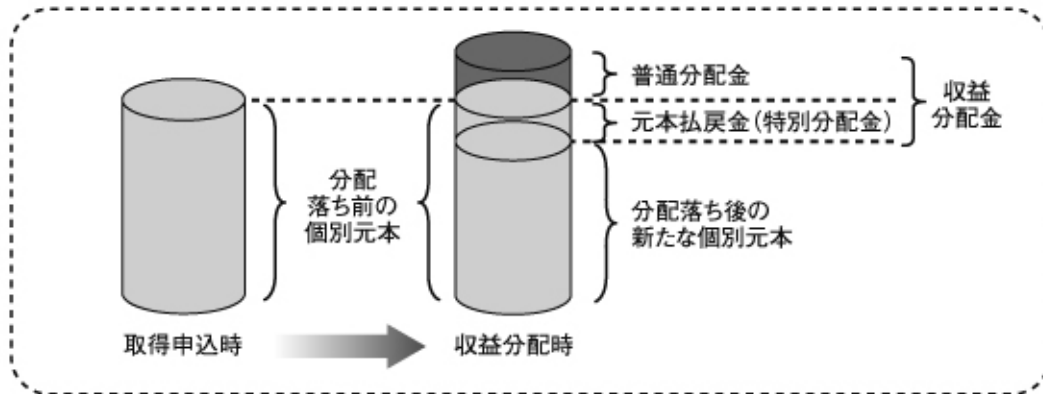 普通分配金
元本払戻金（特別分配金）
収益
分配金
分配
落ち前の
個別元本
分配落ち後の
新たな個別元本
取得申込時
収益分配時